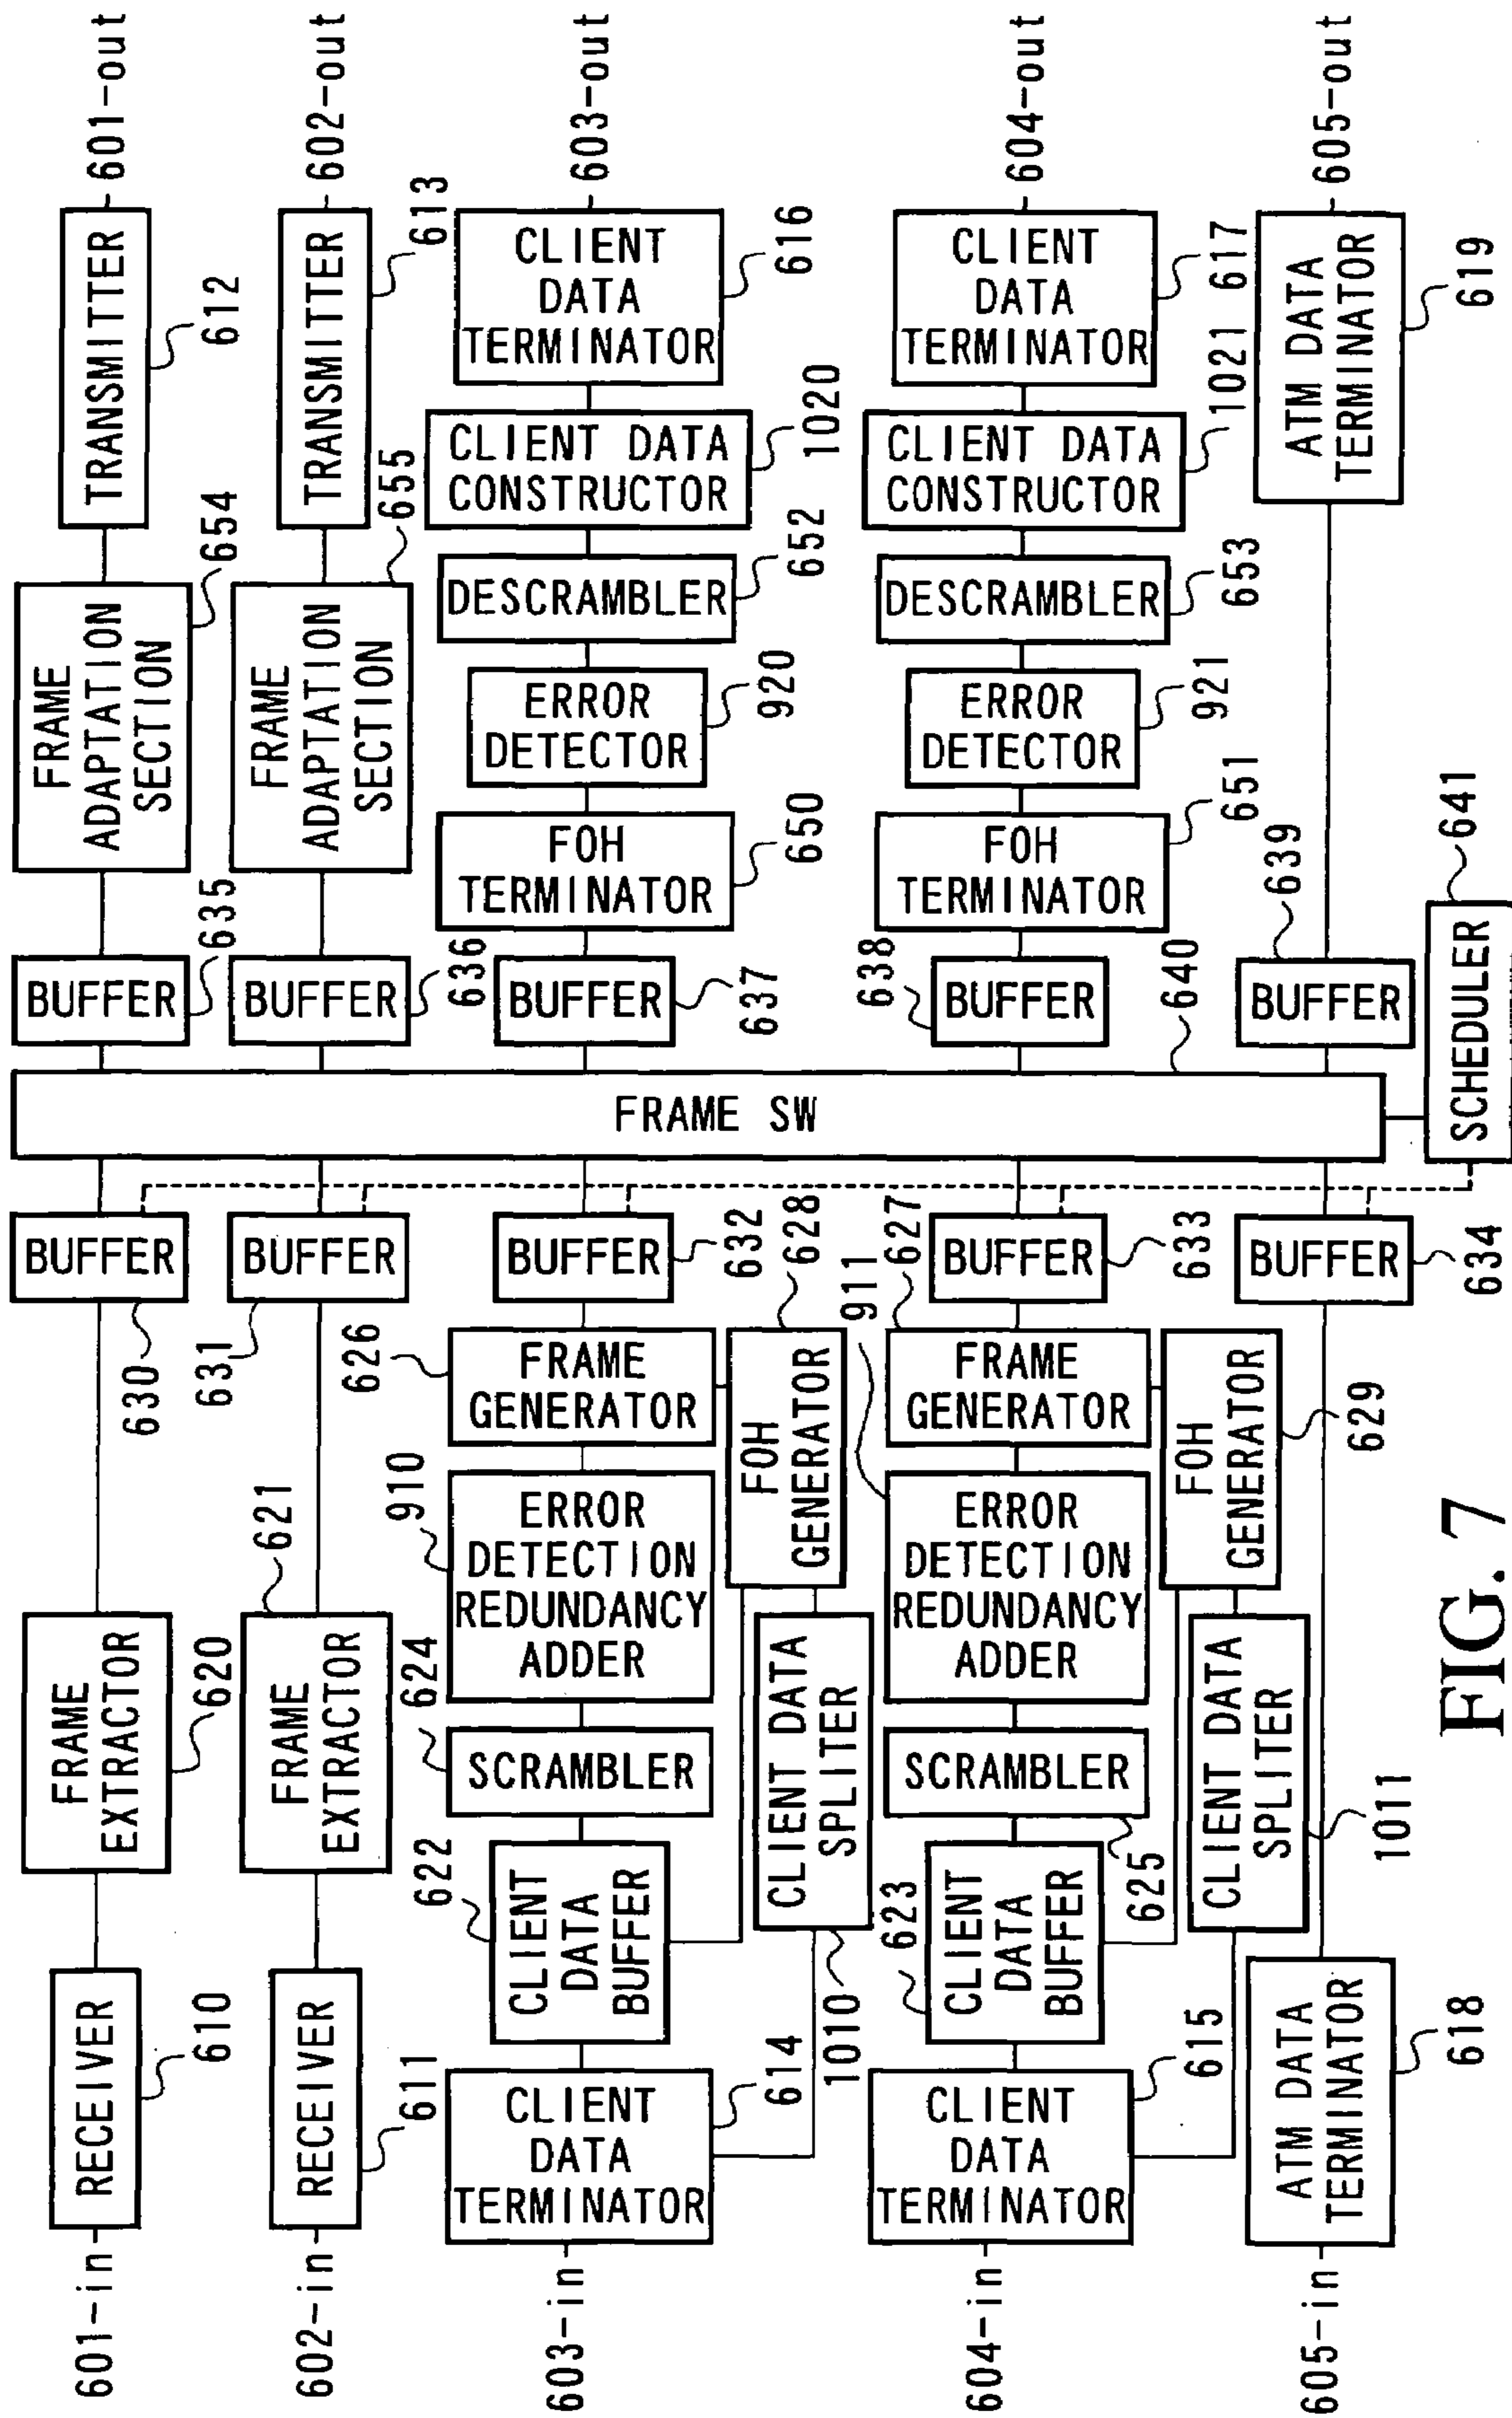 601-in
RECEIVER
610
FRAME
EXTRACTOR
620
BUFFER
630
BUFFER
635
FRAME
ADAPTATION
SECTION
654
TRANSMITTER
612
601-out
602-in
RECEIVER
611
FRAME
EXTRACTOR
621
BUFFER
631
BUFFER
636
FRAME
ADAPTATION
SECTION
655
TRANSMITTER
613
602-out
603-in
CLIENT
DATA
TERMINATOR
614
CLIENT
DATA
BUFFER
622
SCRAMBLER
624
ERROR
DETECTION
REDUNDANCY
ADDER
910
FRAME
GENERATOR
626
BUFFER
632
BUFFER
637
FOH
TERMINATOR
650
ERROR
DETECTOR
920
DESCRAMBLER
652
CLIENT DATA
CONSTRUCTOR
1020
CLIENT
DATA
TERMINATOR
616
603-out
CLIENT DATA
SPLITER
1010
FOH
GENERATOR
628
FRAME SW
640
604-in
CLIENT
DATA
TERMINATOR
615
CLIENT
DATA
BUFFER
623
SCRAMBLER
625
ERROR
DETECTION
REDUNDANCY
ADDER
911
FRAME
GENERATOR
627
BUFFER
633
BUFFER
638
FOH
TERMINATOR
651
ERROR
DETECTOR
921
DESCRAMBLER
653
CLIENT DATA
CONSTRUCTOR
1021
CLIENT
DATA
TERMINATOR
617
604-out
CLIENT DATA
SPLITER
1011
FOH
GENERATOR
629
605-in
ATM DATA
TERMINATOR
618
BUFFER
634
BUFFER
639
ATM DATA
TERMINATOR
619
605-out
SCHEDULER
641
FIG. 7